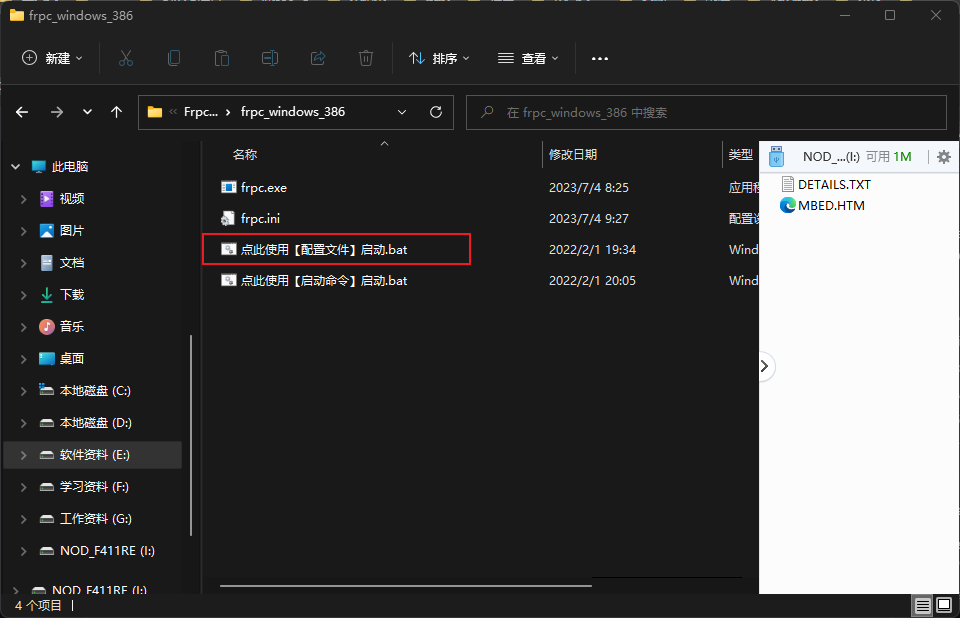 frpc_windows_386
新建 排序 查看
Frpc... frpc_windows_386 在 frpc_windows_386 中搜索
名称 修改日期 类型
frpc.exe 2023/7/4 8:25 应用程
frpc.ini 2023/7/4 9:27 配置设
点此使用【配置文件】启动.bat 2022/2/1 19:34 Wind
点此使用【启动命令】启动.bat 2022/2/1 20:05 Wind
此电脑
视频
图片
文档
下载
音乐
桌面
本地磁盘 (C:)
本地磁盘 (D:)
软件资料 (E:)
学习资料 (F:)
工作资料 (G:)
NOD_F411RE (I:)
NOD_F411RE (I:)
NOD_...(I:) 可用 1M
DETAILS.TXT
MBED.HTM
4 个项目